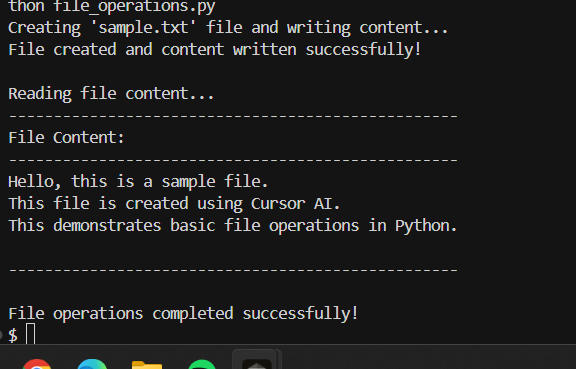 thon file_operations.py
Creating 'sample.txt' file and writing content...
File created and content written successfully!
Reading file content...
--------------------------------------------------
File Content:
--------------------------------------------------
Hello, this is a sample file.
This file is created using Cursor AI.
This demonstrates basic file operations in Python.
--------------------------------------------------
File operations completed successfully!
$